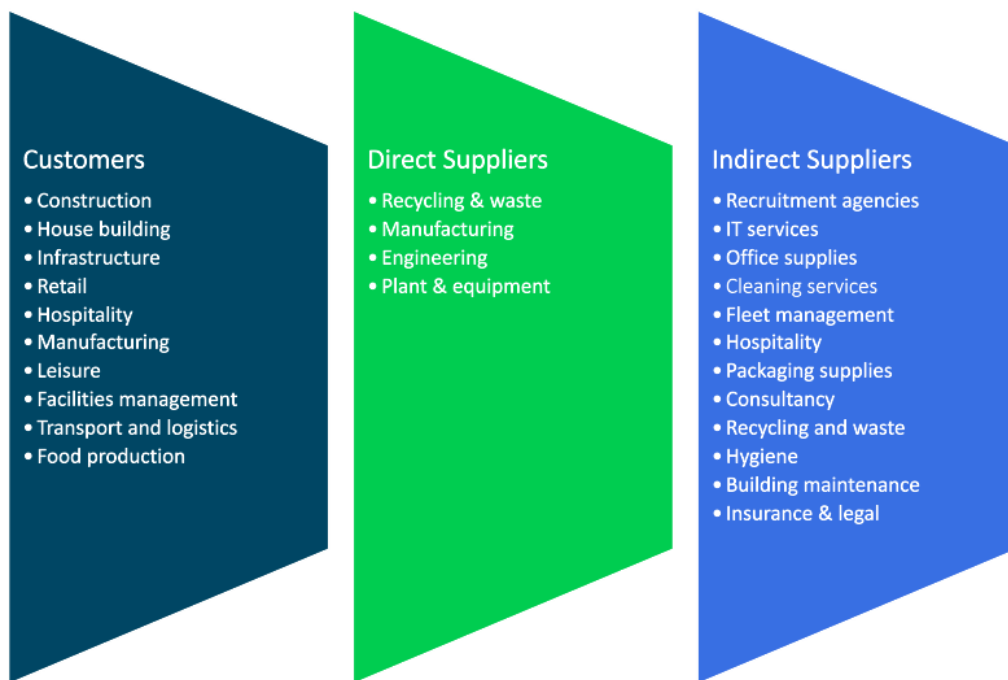 Customers
• Construction
• House building
• Infrastructure
• Retail
• Hospitality
• Manufacturing
• Leisure
• Facilities management
• Transport and logistics
• Food production
Direct Suppliers
• Recycling & waste
• Manufacturing
• Engineering
• Plant & equipment
Indirect Suppliers
• Recruitment agencies
• IT services
• Office supplies
• Cleaning services
• Fleet management
• Hospitality
• Packaging supplies
• Consultancy
• Recycling and waste
• Hygiene
• Building maintenance
• Insurance & legal